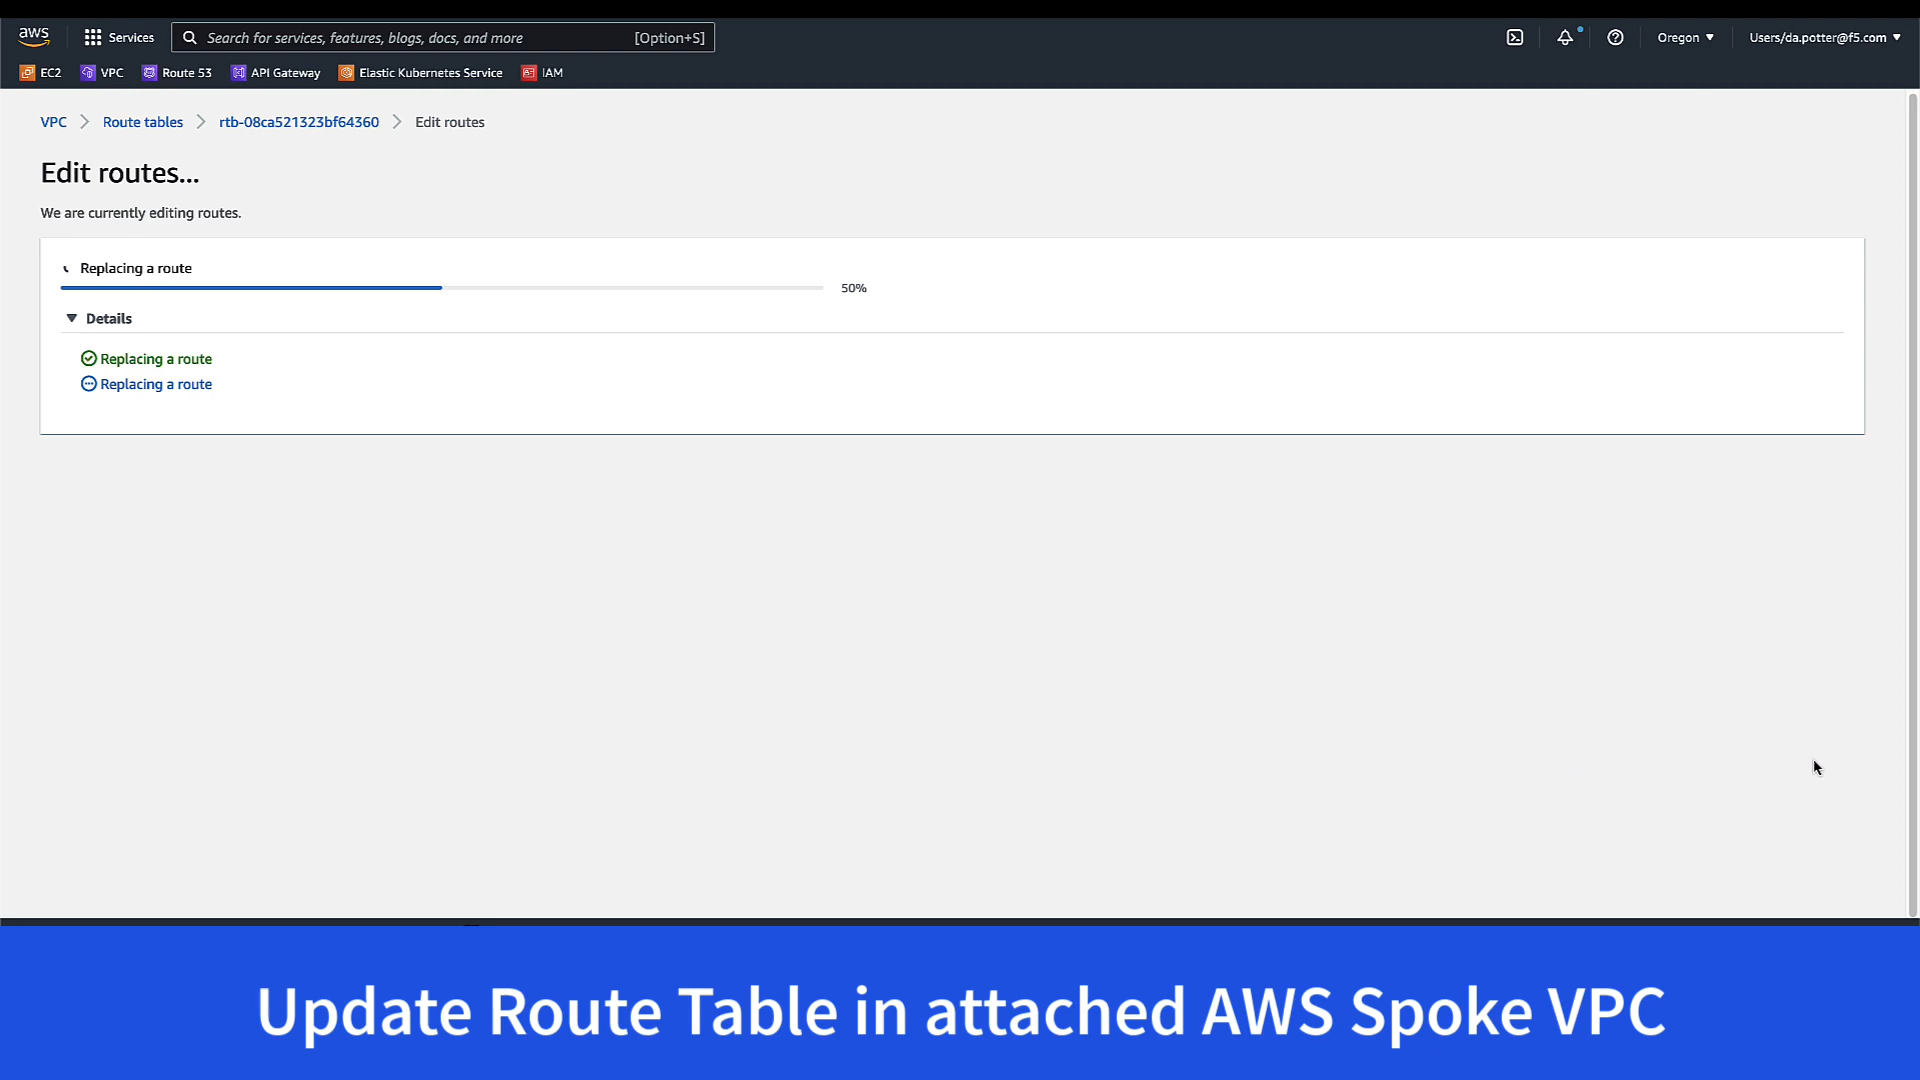 aws
Services
Search for services, features, blogs, docs, and more
[Option+S]
Oregon
Users/da.potter@f5.com
EC2
VPC
Route 53
API Gateway
Elastic Kubernetes Service
IAM
VPC
Route tables
rtb-08ca521323bf64360
Edit routes
Edit routes...
We are currently editing routes.
Replacing a route
50%
Details
Replacing a route
Replacing a route
Update Route Table in attached AWS Spoke VPC